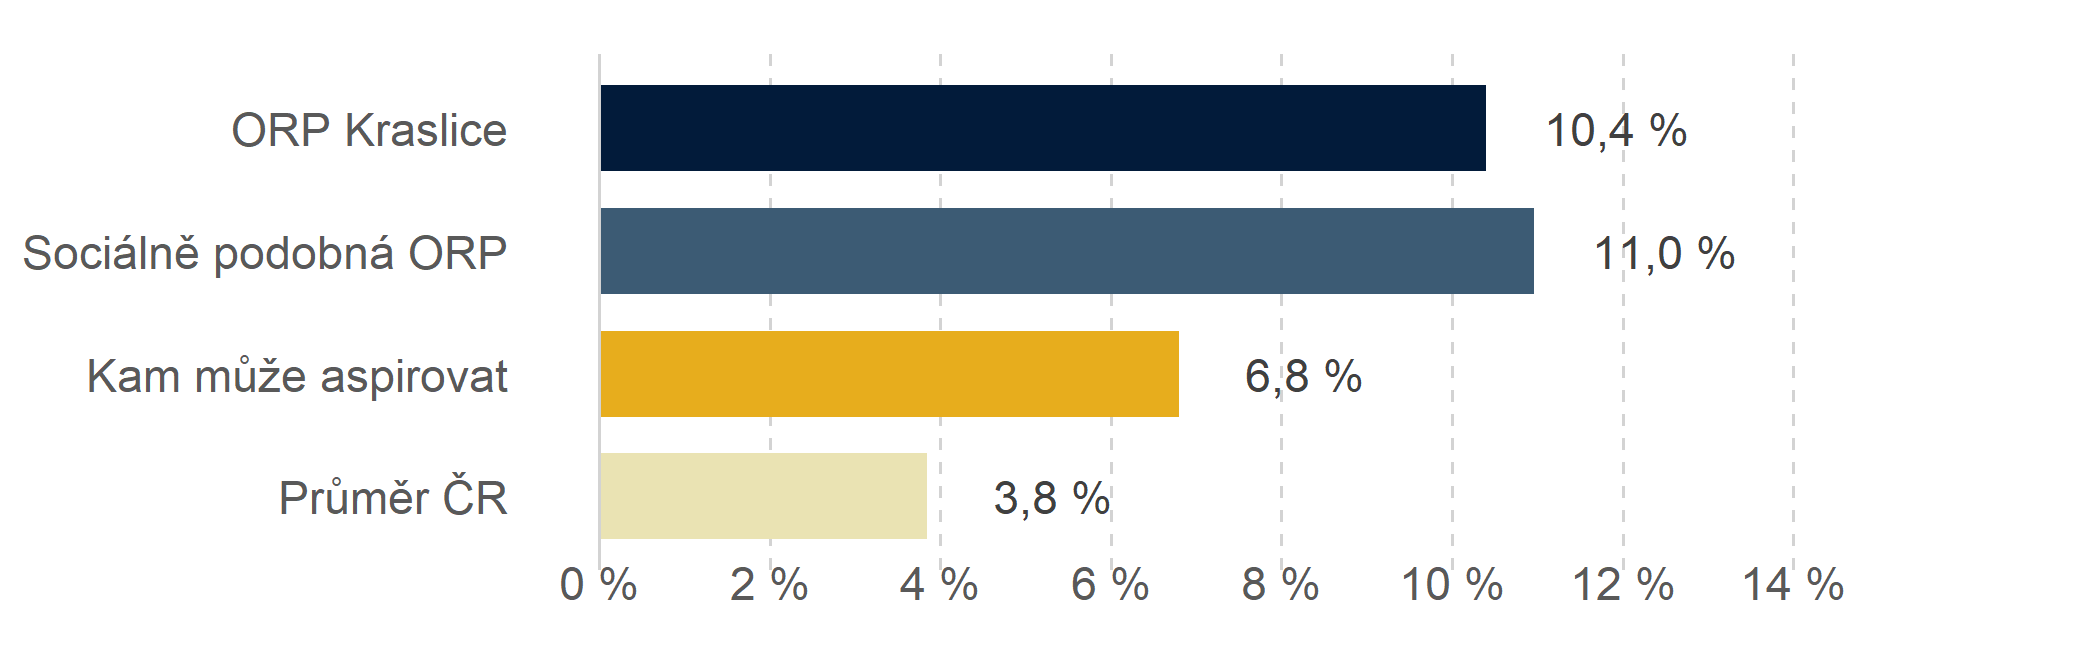 ORP Kraslice 10,4 %
Sociálně podobná ORP 11,0 %
Kam může aspirovat 6,8 %
Průměr ČR 3,8 %
0 % 2 % 4 % 6 % 8 % 10 % 12 % 14 %